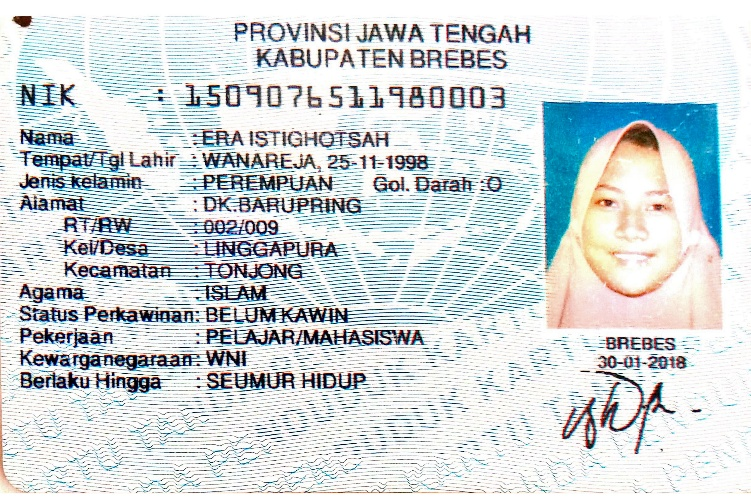 PROVINSI JAWA TENGAH
KABUPATEN BREBES
NIK : 1509076511980003
Nama : ERA ISTIGHOTSAH
Tempat/Tgl Lahir : WANAREJA, 25-11-1998
Jenis kelamin : PEREMPUAN Gol. Darah : O
Alamat : DK.BARUPRING
RT/RW : 002/009
Kel/Desa : LINGGAPURA
Kecamatan : TONJONG
Agama : ISLAM
Status Perkawinan: BELUM KAWIN
Pekerjaan : PELAJAR/MAHASISWA
Kewarganegaraan: WNI
Berlaku Hingga : SEUMUR HIDUP
BREBES
30-01-2018